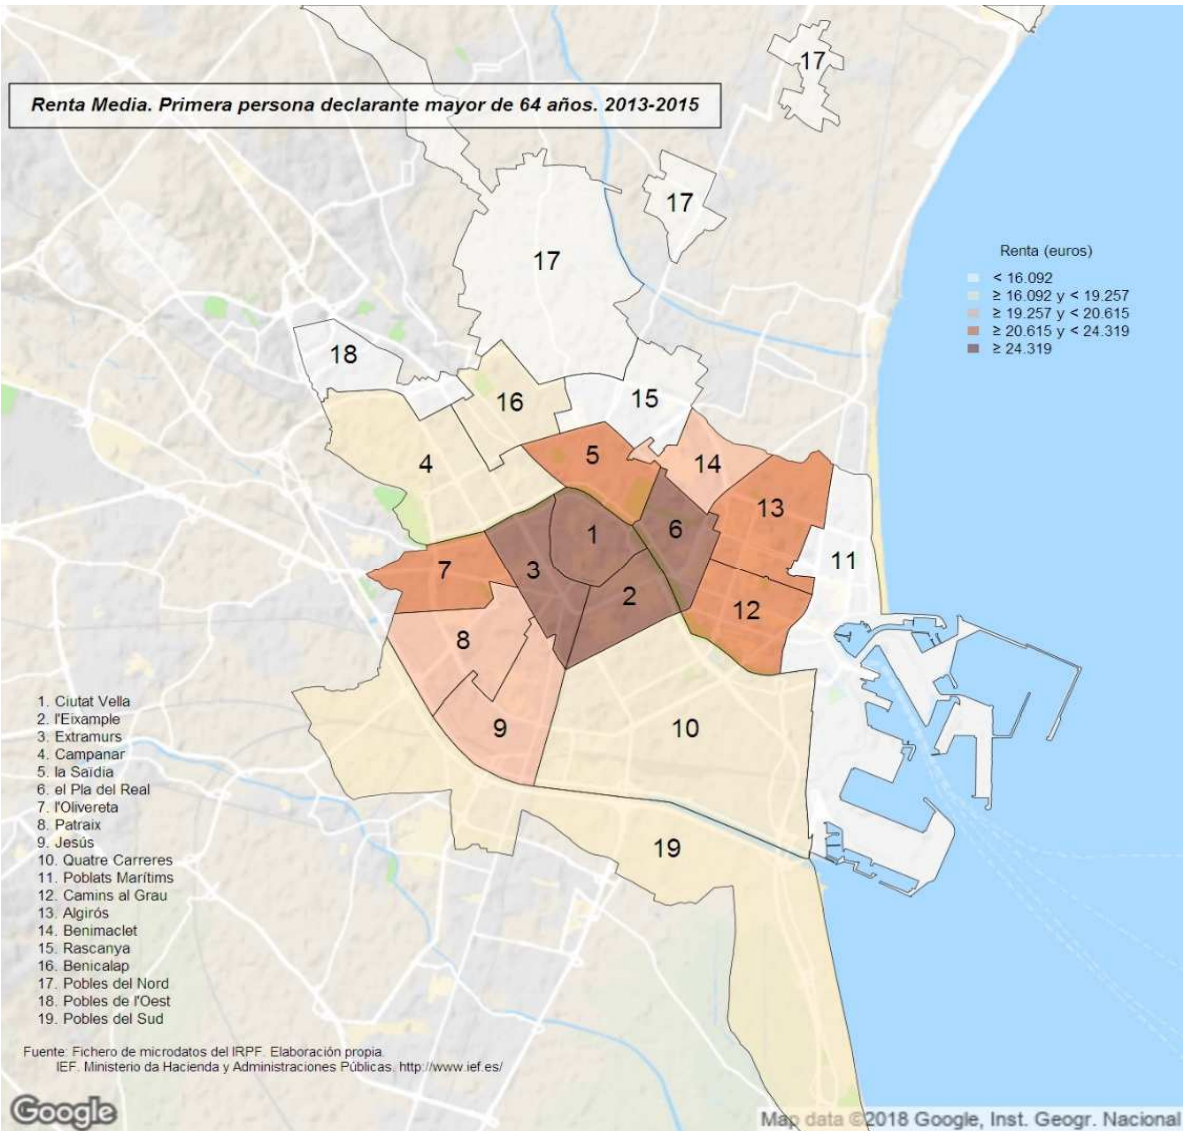 Renta Media. Primera persona declarante mayor de 64 años. 2013-2015
17
17
17
18
15
16
4
5
14
13
6
1
11
3
7
2
12
8
9
10
19
Renta (euros)
< 16.092
≥ 16.092 y < 19.257
≥ 19.257 y < 20.615
≥ 20.615 y < 24.319
≥ 24.319
1. Ciutat Vella
2. l'Eixample
3. Extramurs
4. Campanar
5. la Saïdia
6. el Pla del Real
7. l'Olivereta
8. Patraix
9. Jesús
10. Quatre Carreres
11. Poblats Marítims
12. Camins al Grau
13. Algirós
14. Benimaclet
15. Rascanya
16. Benicalap
17. Pobles del Nord
18. Pobles de l'Oest
19. Pobles del Sud
Fuente: Fichero de microdatos del IRPF. Elaboración propia.
IEF. Ministerio da Hacienda y Administraciones Públicas. http://www.ief.es/
Google
Map data ©2018 Google, Inst. Geogr. Nacional